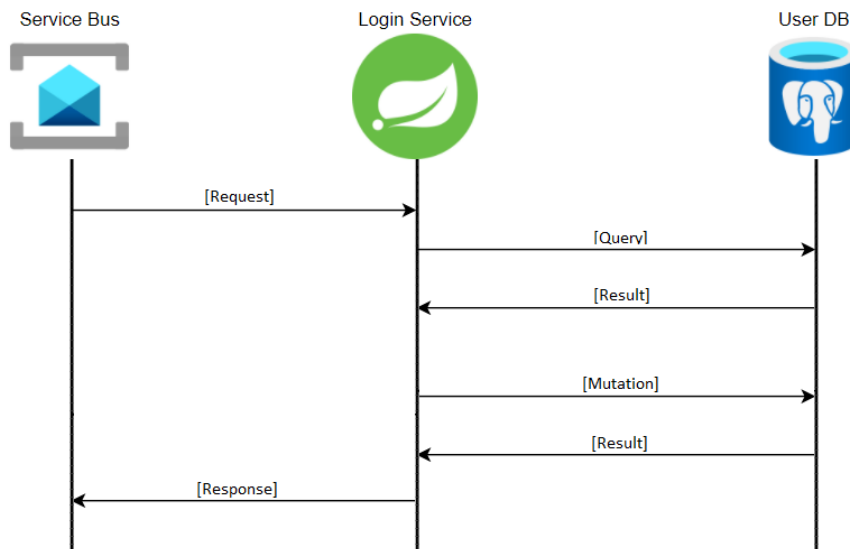 Service Bus
Login Service
User DB
[Request]
[Query]
[Result]
[Mutation]
[Result]
[Response]